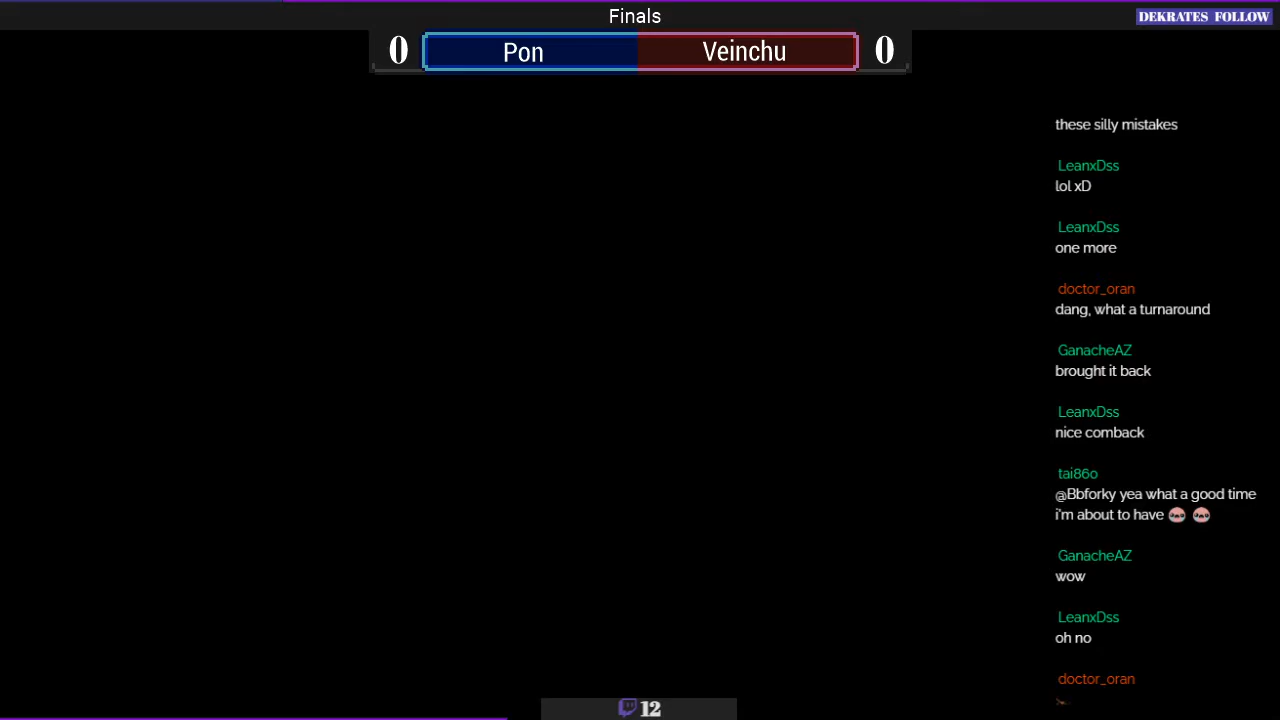 Finals
DEKRATES FOLLOW
0 Pon Veinchu 0
these silly mistakes
LeanxDss
lol xD
LeanxDss
one more
doctor_oran
dang, what a turnaround
GanacheAZ
brought it back
LeanxDss
nice comback
tai86o
@Bbforky yea what a good time
i'm about to have
GanacheAZ
wow
LeanxDss
oh no
doctor_oran
12